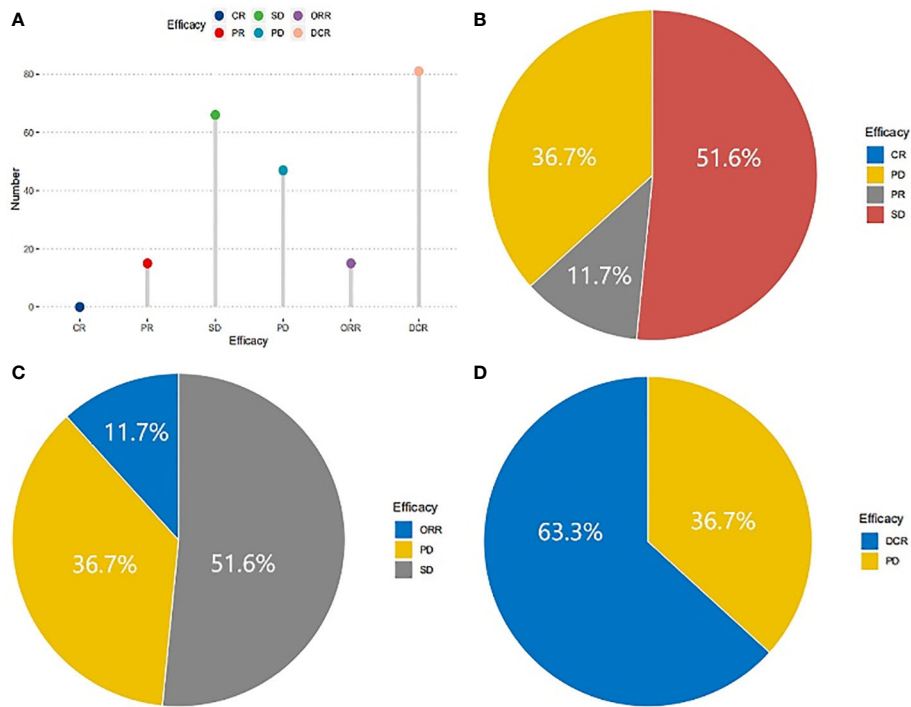 A
Efficacy
CR SD ORR
PR PD DCR
Number
80
60
40
20
0
CR PR SD PD ORR DCR
Efficacy
B
36.7%
51.6%
11.7%
Efficacy
CR
PD
PR
SD
C
11.7%
36.7%
51.6%
Efficacy
ORR
PD
SD
D
63.3%
36.7%
Efficacy
DCR
PD